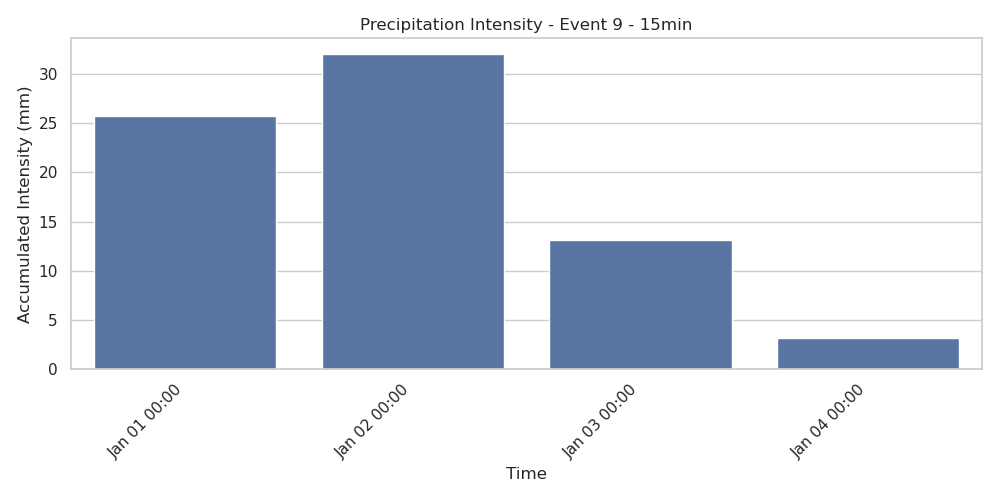 Precipitation Intensity - Event 9 - 15min
Accumulated Intensity (mm)
30
25
20
15
10
5
0
Jan 01 00:00
Jan 02 00:00
Jan 03 00:00
Jan 04 00:00
Time